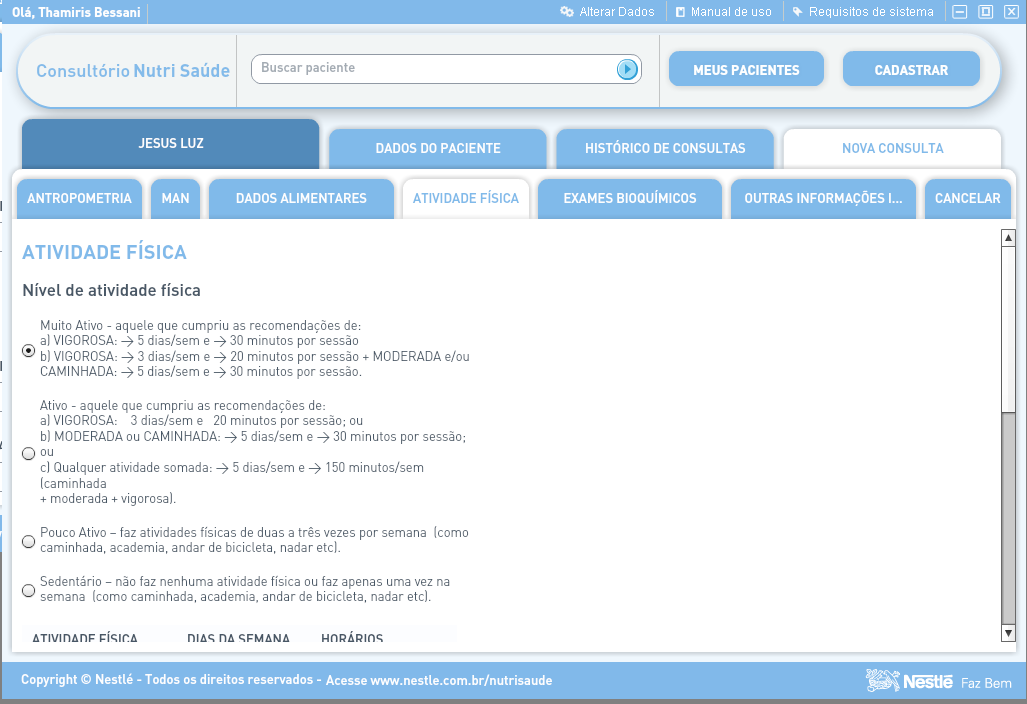 Olá, Thamiris Bessani
Alterar Dados
Manual de uso
Requisitos de sistema
Consultório Nutri Saúde
Buscar paciente
MEUS PACIENTES
CADASTRAR
JESUS LUZ
DADOS DO PACIENTE
HISTÓRICO DE CONSULTAS
NOVA CONSULTA
ANTROPOMETRIA
MAN
DADOS ALIMENTARES
ATIVIDADE FÍSICA
EXAMES BIOQUÍMICOS
OUTRAS INFORMAÇÕES I...
CANCELAR
ATIVIDADE FÍSICA
Nível de atividade física
Muito Ativo - aquele que cumpriu as recomendações de:
a) VIGOROSA: → 5 dias/sem e → 30 minutos por sessão
b) VIGOROSA: → 3 dias/sem e → 20 minutos por sessão + MODERADA e/ou
CAMINHADA: → 5 dias/sem e → 30 minutos por sessão.
Ativo - aquele que cumpriu as recomendações de:
a) VIGOROSA: 3 dias/sem e 20 minutos por sessão; ou
b) MODERADA ou CAMINHADA: → 5 dias/sem e → 30 minutos por sessão;
ou
c) Qualquer atividade somada: → 5 dias/sem e → 150 minutos/sem
(caminhada
+ moderada + vigorosa).
Pouco Ativo – faz atividades físicas de duas a três vezes por semana (como
caminhada, academia, andar de bicicleta, nadar etc).
Sedentário – não faz nenhuma atividade física ou faz apenas uma vez na
semana (como caminhada, academia, andar de bicicleta, nadar etc).
ATIVIDADE FÍSICA DIAS DA SEMANA HORÁRIOS
Copyright © Nestlé - Todos os direitos reservados - Acesse www.nestle.com.br/nutrisaude
Nestlé Faz Bem